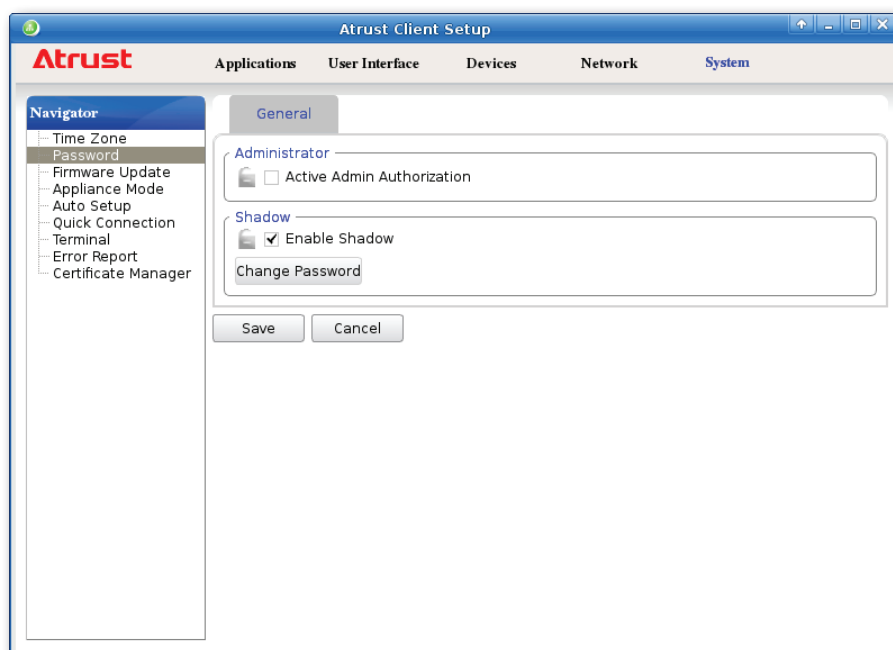 Atrust Client Setup
Atrust
Applications User Interface Devices Network System
Navigator
Time Zone
Password
Firmware Update
Appliance Mode
Auto Setup
Quick Connection
Terminal
Error Report
Certificate Manager
General
Administrator
Active Admin Authorization
Shadow
Enable Shadow
Change Password
Save Cancel